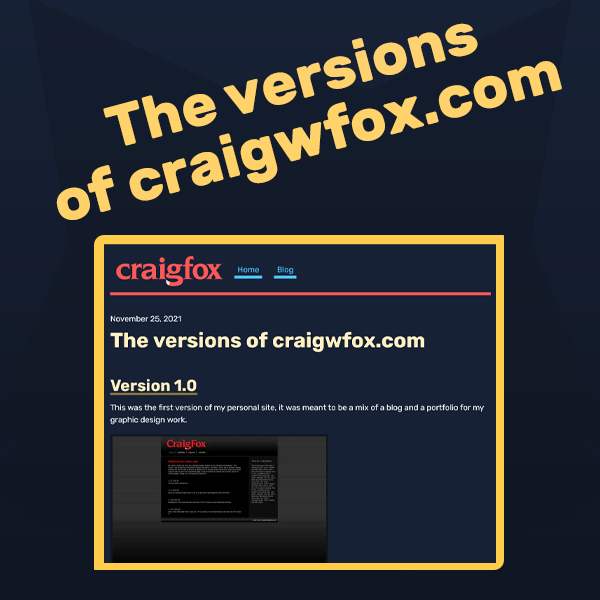 The versions
of craigwfox.com
craigfox
Home Blog
November 25, 2021
The versions of craigwfox.com
Version 1.0
This was the first version of my personal site, it was meant to be a mix of a blog and a portfolio for my
graphic design work.
CraigFox